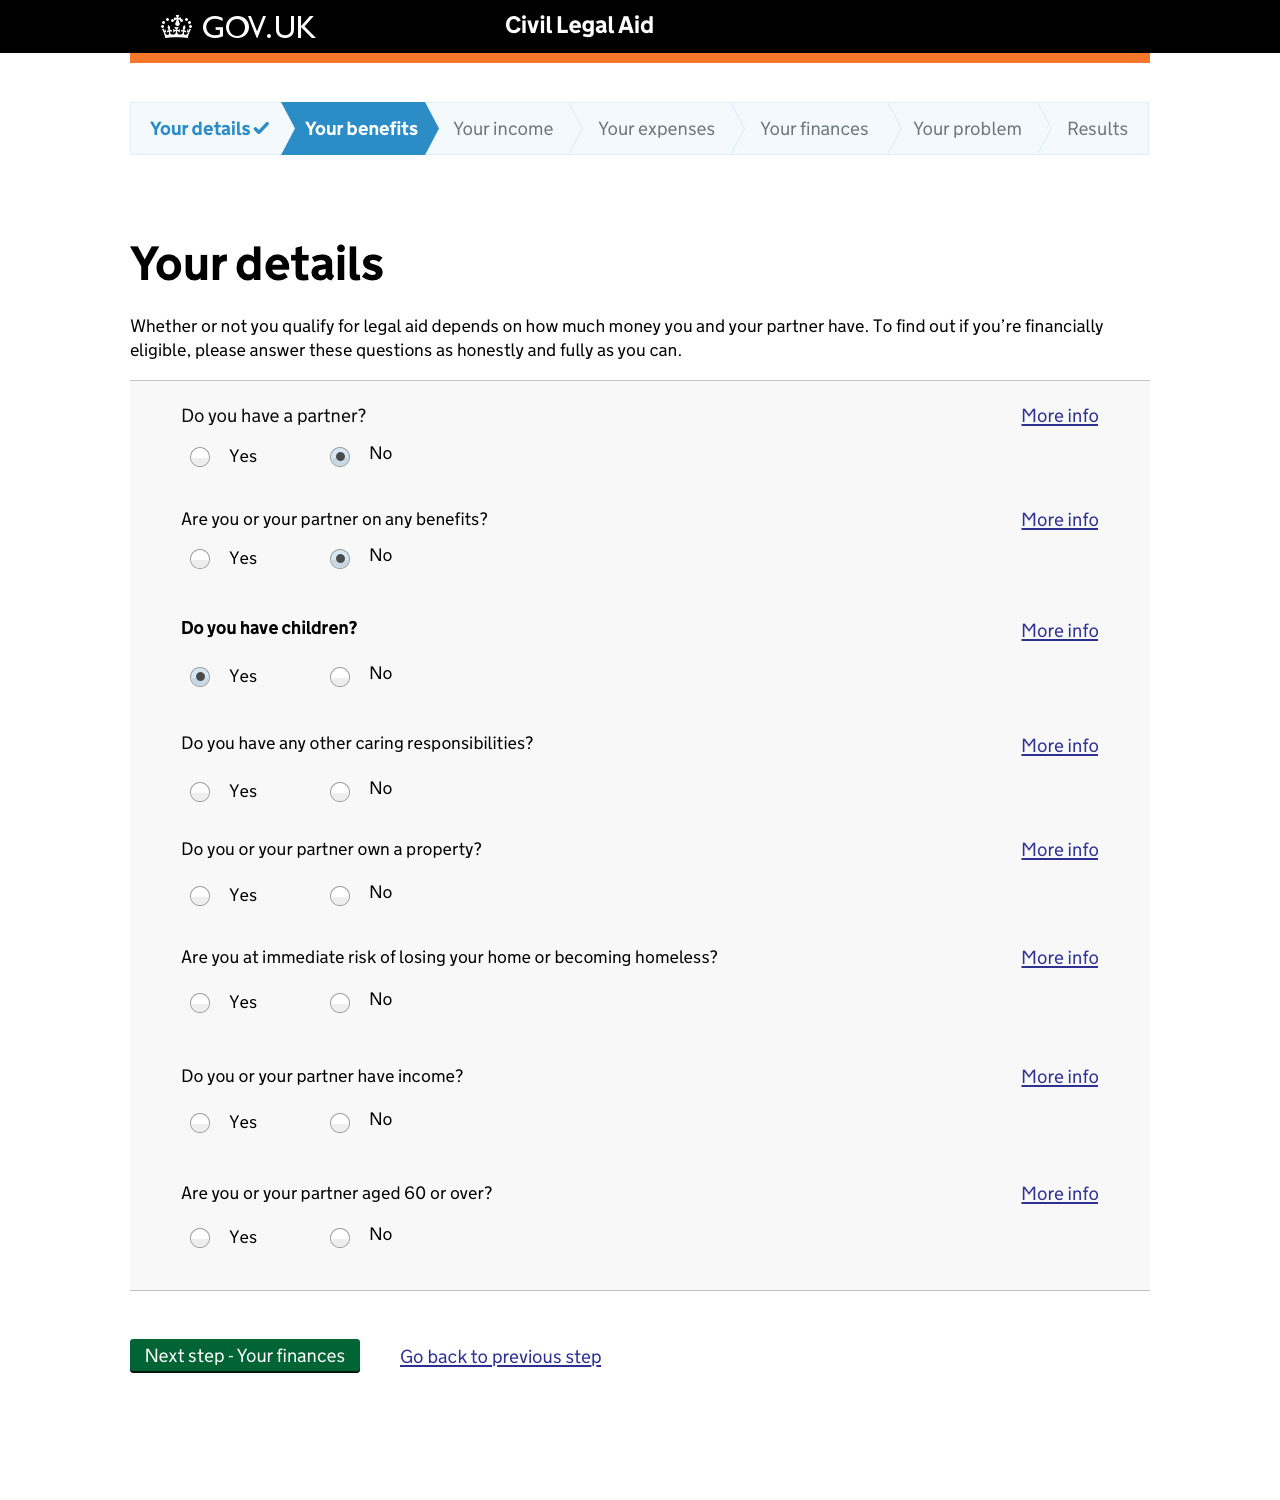 GOV.UK
Civil Legal Aid
Your details
Your benefits
Your income
Your expenses
Your finances
Your problem
Results
Your details
Whether or not you qualify for legal aid depends on how much money you and your partner have. To find out if you’re financially
eligible, please answer these questions as honestly and fully as you can.
Do you have a partner?
More info
Yes
No
Are you or your partner on any benefits?
More info
Yes
No
Do you have children?
More info
Yes
No
Do you have any other caring responsibilities?
More info
Yes
No
Do you or your partner own a property?
More info
Yes
No
Are you at immediate risk of losing your home or becoming homeless?
More info
Yes
No
Do you or your partner have income?
More info
Yes
No
Are you or your partner aged 60 or over?
More info
Yes
No
Next step - Your finances
Go back to previous step